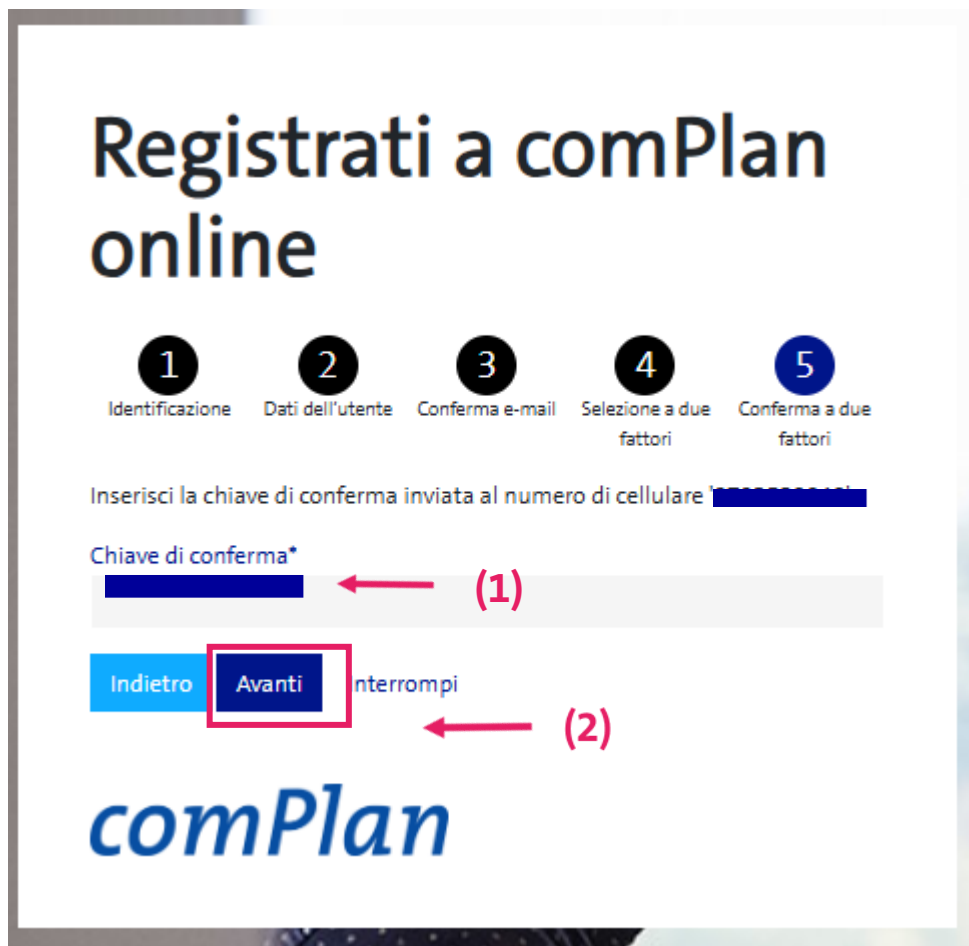 Registrati a comPlan
online
1 2 3 4 5
Identificazione Dati dell'utente Conferma e-mail Selezione a due Conferma a due
fattori fattori
Inserisci la chiave di conferma inviata al numero di cellulare '
Chiave di conferma*
(1)
Indietro Avanti nterrompi
(2)
comPlan